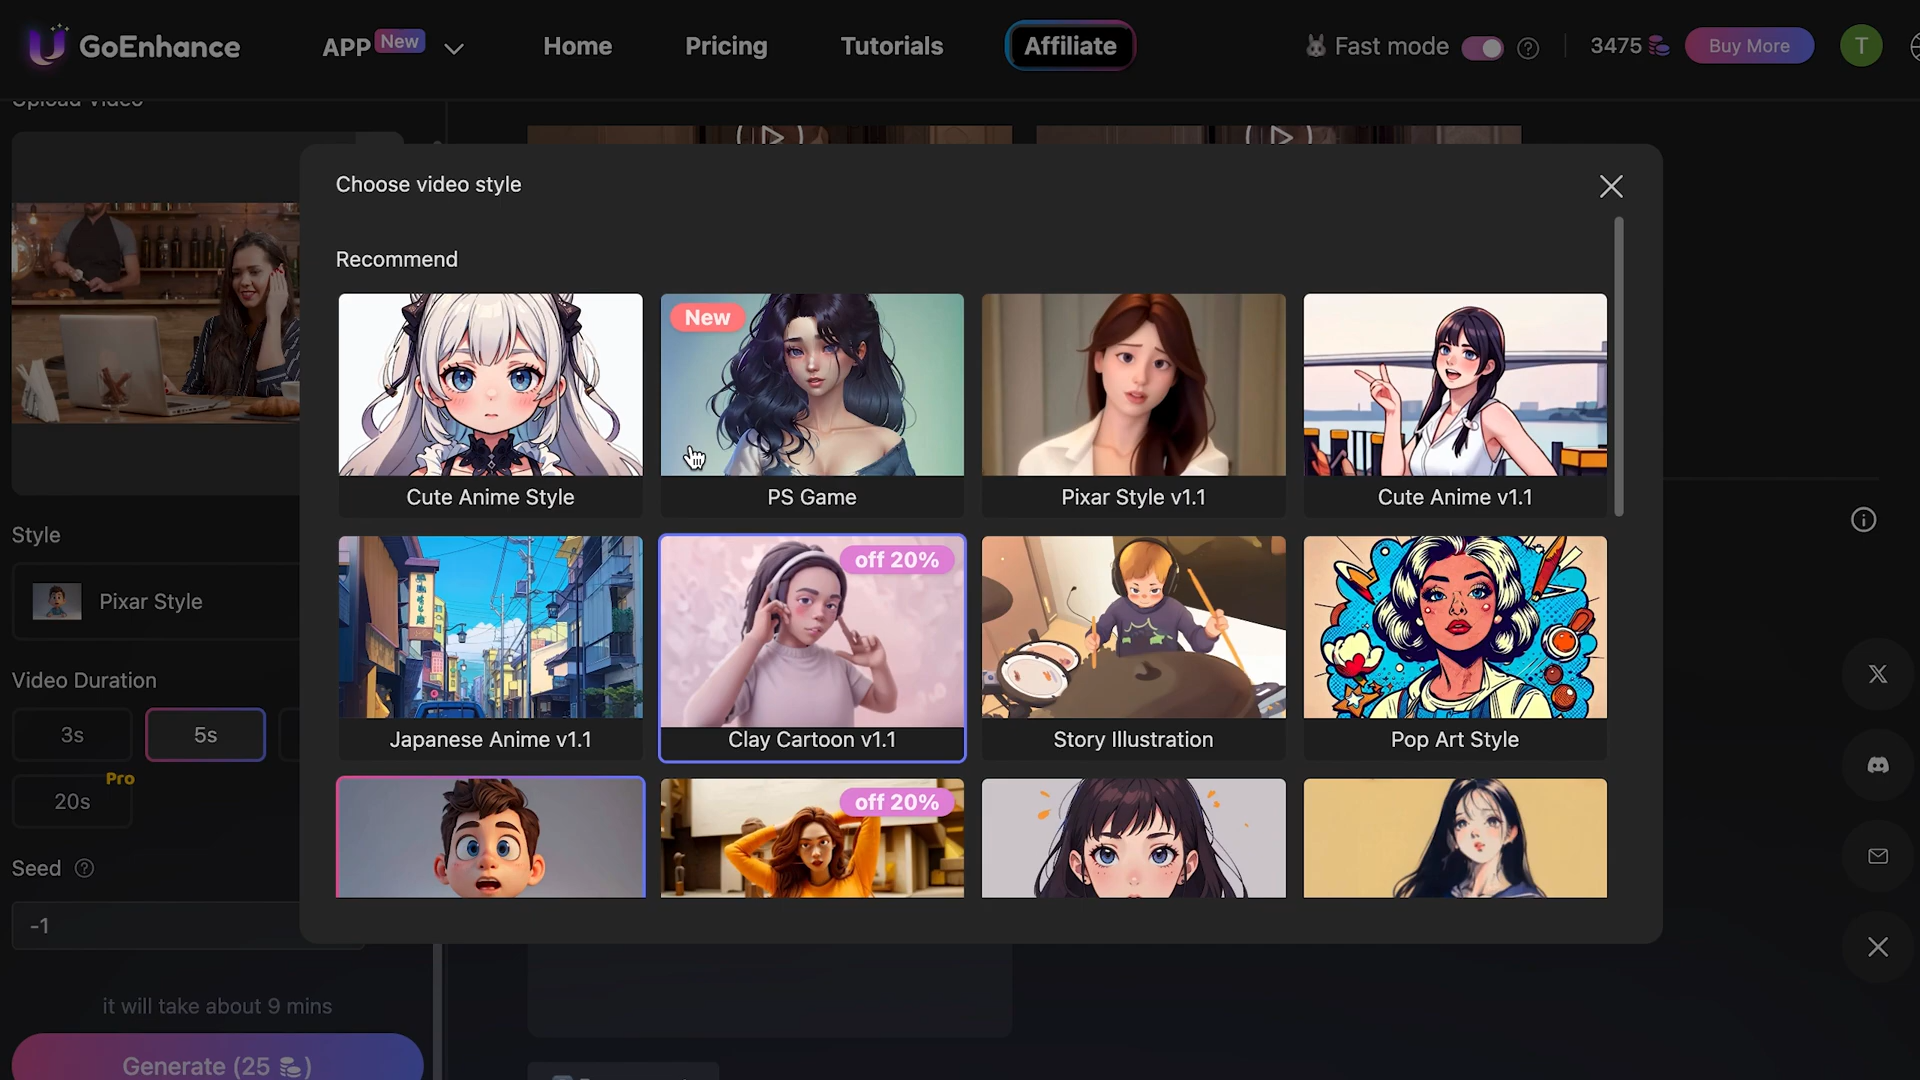 GoEnhance
APP New
Home
Pricing
Tutorials
Affiliate
Fast mode
3475
Buy More
T
Upload Video
Choose video style
Recommend
New
Cute Anime Style
PS Game
Pixar Style v1.1
Cute Anime v1.1
off 20%
Japanese Anime v1.1
Clay Cartoon v1.1
Story Illustration
Pop Art Style
off 20%
Style
Pixar Style
Video Duration
3s
5s
Pro
20s
Seed
-1
it will take about 9 mins
Generate (25 )